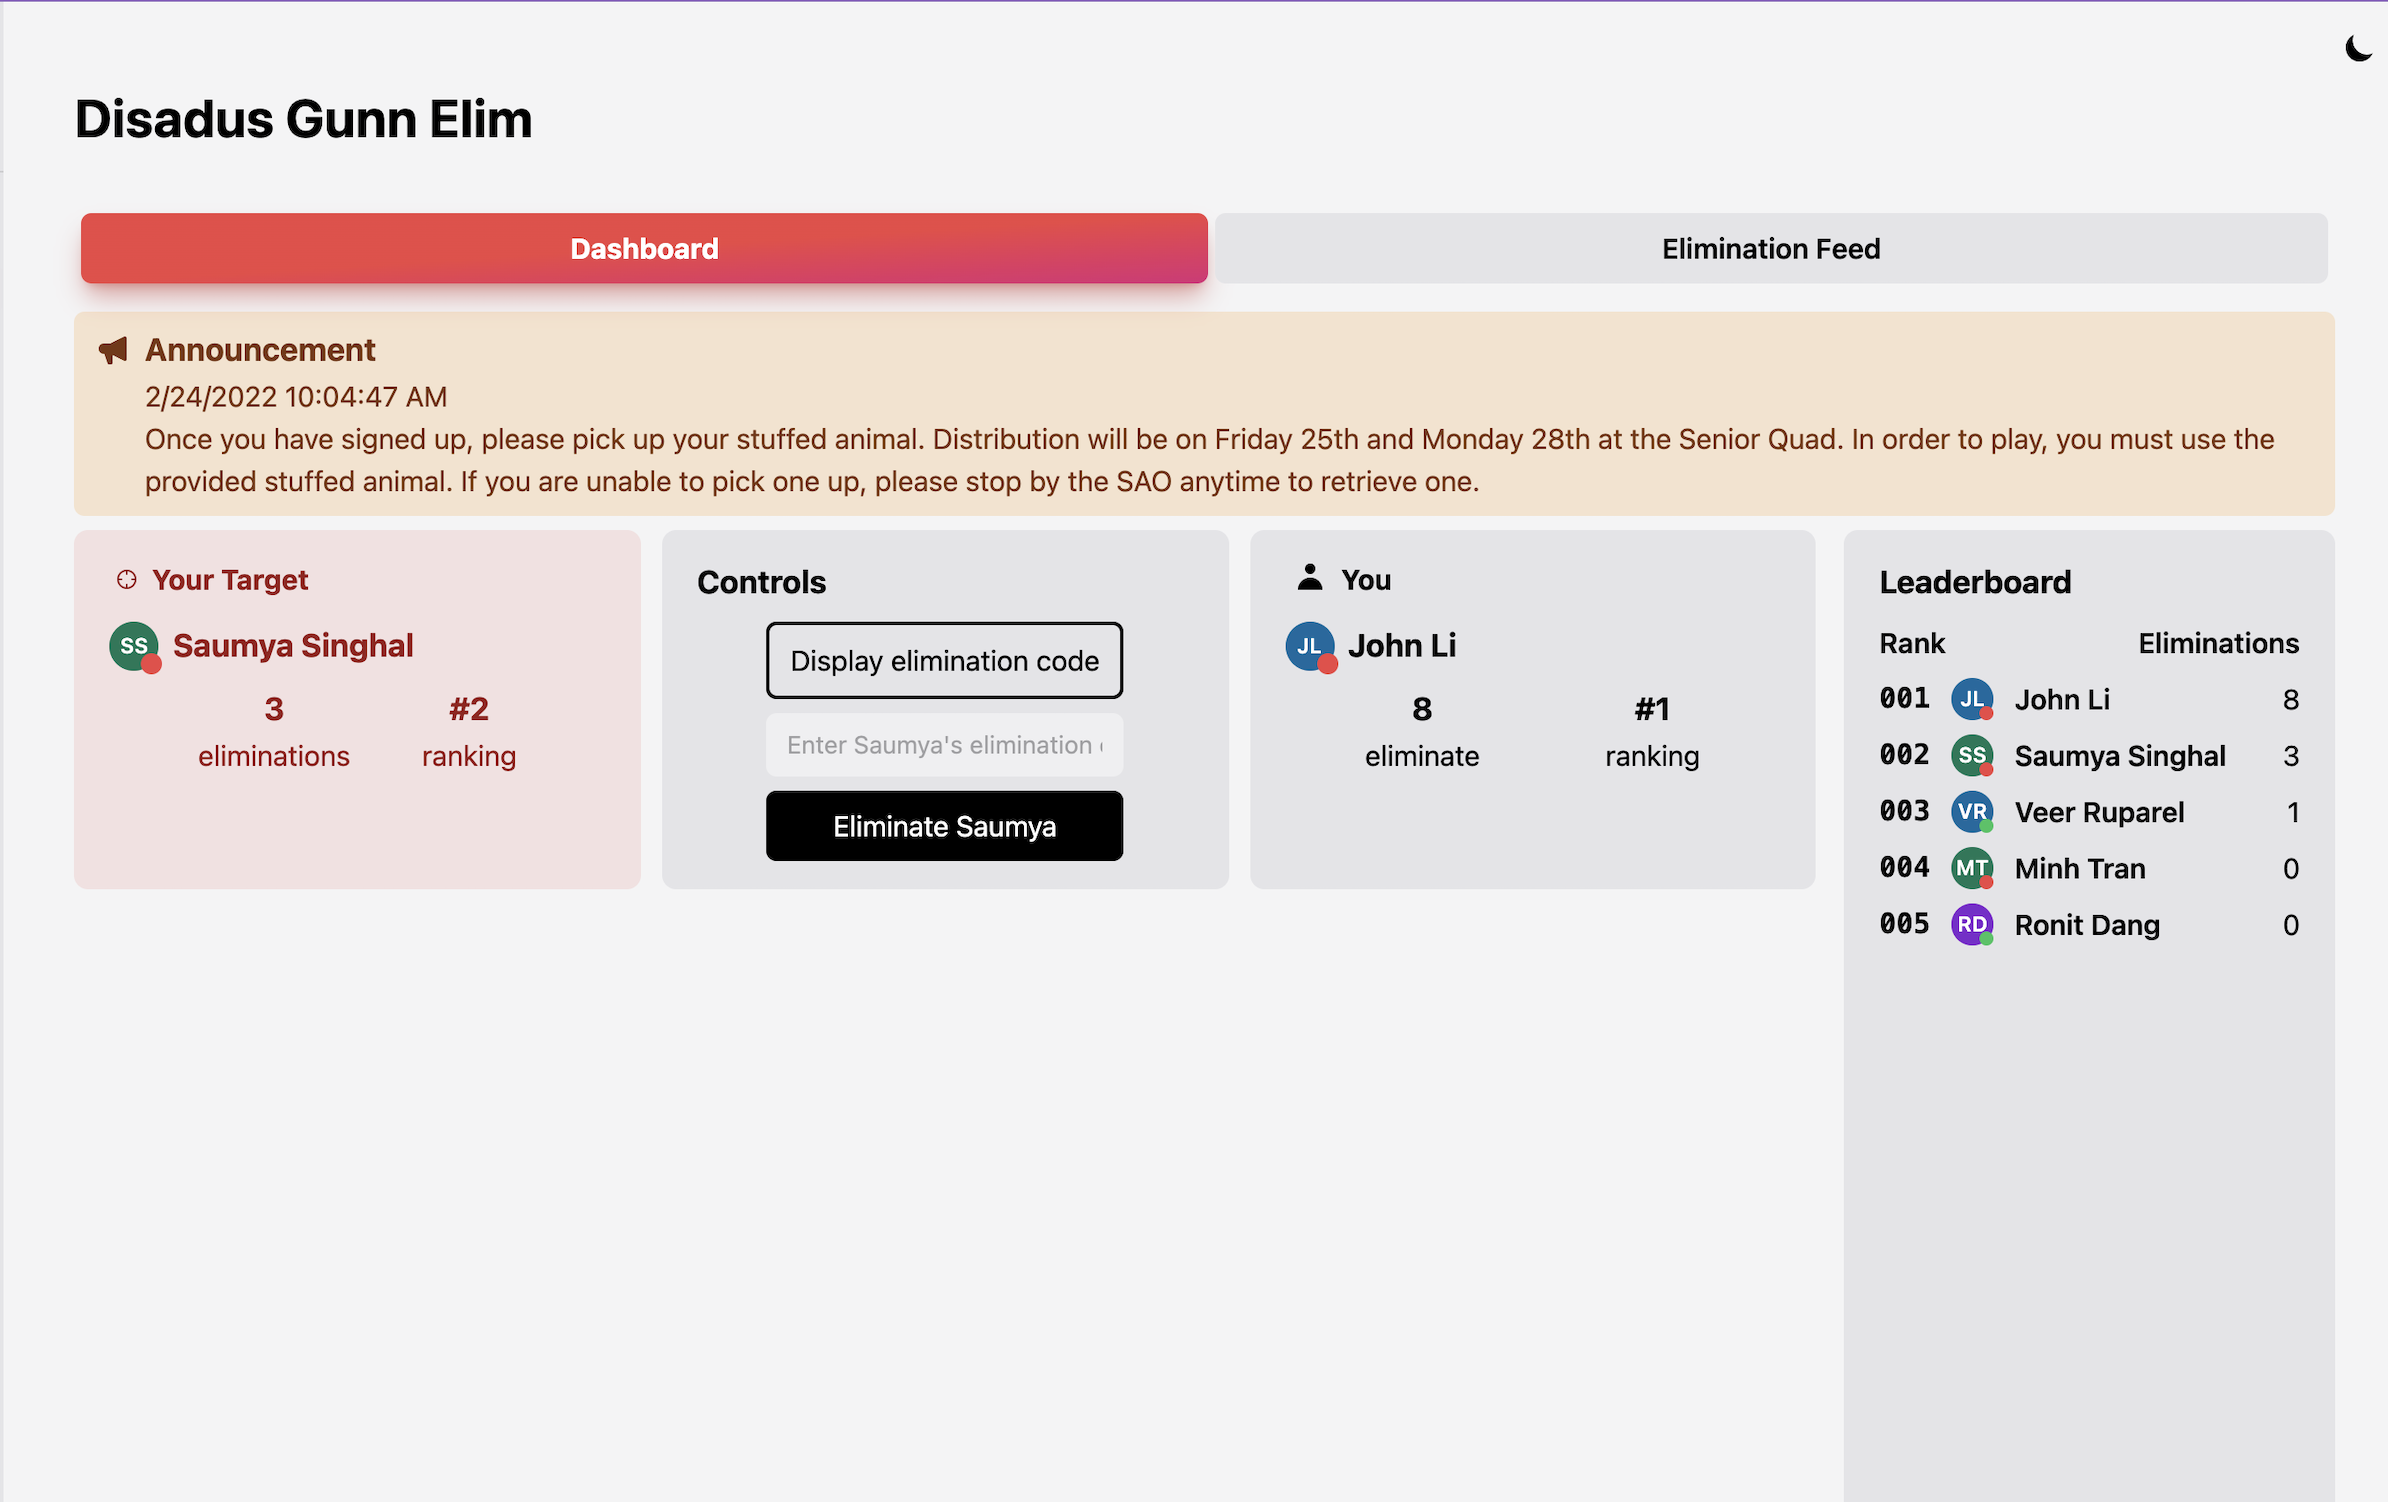 Disadus Gunn Elim
Dashboard
Elimination Feed
Announcement
2/24/2022 10:04:47 AM
Once you have signed up, please pick up your stuffed animal. Distribution will be on Friday 25th and Monday 28th at the Senior Quad. In order to play, you must use the
provided stuffed animal. If you are unable to pick one up, please stop by the SAO anytime to retrieve one.
Your Target
SS Saumya Singhal
3 #2
eliminations ranking
Controls
Display elimination code
Enter Saumya's elimination
Eliminate Saumya
You
JL John Li
8 #1
eliminate ranking
Leaderboard
Rank Eliminations
001 JL John Li 8
002 SS Saumya Singhal 3
003 VR Veer Ruparel 1
004 MT Minh Tran 0
005 RD Ronit Dang 0